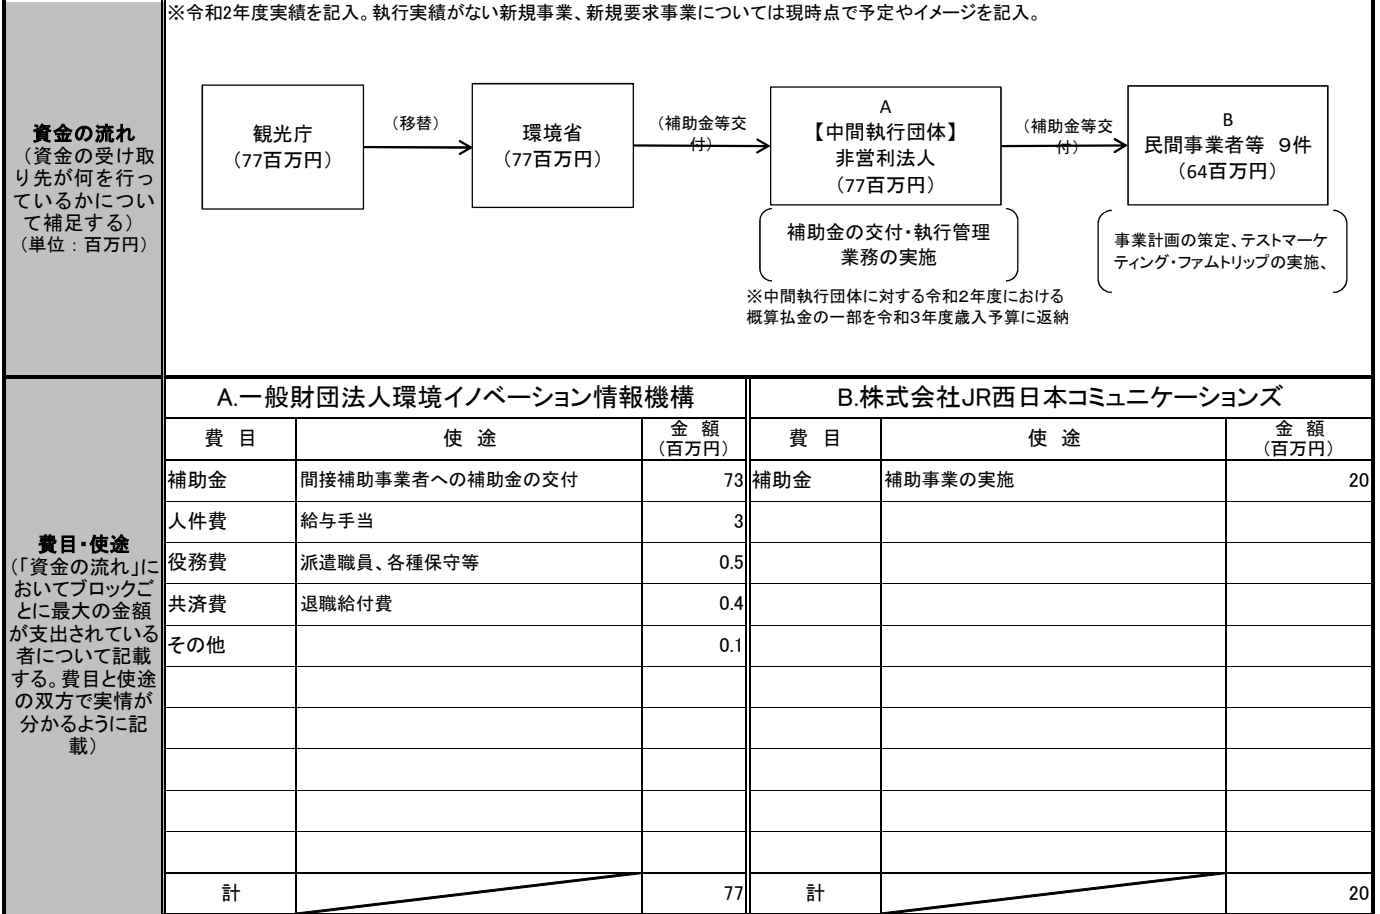 ※令和2年度実績を記入。執行実績がない新規事業、新規要求事業については現時点で予定やイメージを記入。
資金の流れ
（資金の受け取
り先が何を行っ
ているかについ
て補足する）
（単位：百万円）
観光庁
（77百万円）
（移替）
環境省
（77百万円）
（補助金等交
付）
A
【中間執行団体】
非営利法人
（77百万円）
（補助金等交
付）
B
民間事業者等　9件
（64百万円）
補助金の交付・執行管理
業務の実施
事業計画の策定、テストマーケ
ティング・ファムトリップの実施、
※中間執行団体に対する令和2年度における
概算払金の一部を令和3年度歳入予算に返納
費目・使途
（「資金の流れ」に
おいてブロックご
とに最大の金額
が支出されている
者について記載
する。費目と使途
の双方で実情が
分かるように記
載）
A.一般財団法人環境イノベーション情報機構 B.株式会社JR西日本コミュニケーションズ
費　目 使　途 金　額
（百万円） 費　目 使　途 金　額
（百万円）
補助金 間接補助事業者への補助金の交付 73 補助金 補助事業の実施 20
人件費 給与手当 3
役務費 派遣職員、各種保守等 0.5
共済費 退職給付費 0.4
その他 0.1
計 77 計 20